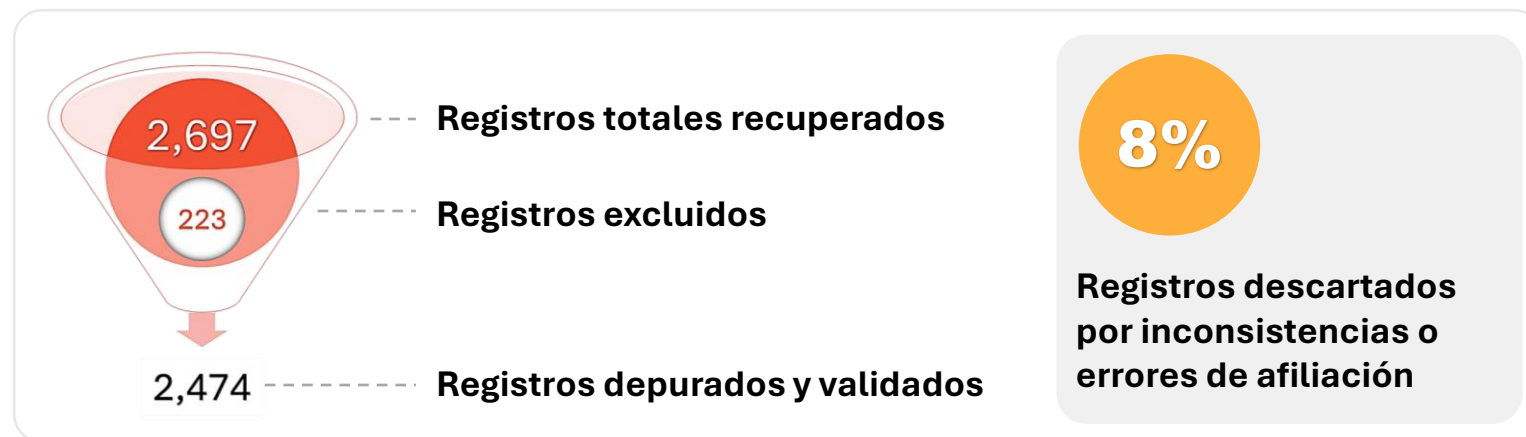 2,697
Registros totales recuperados
223
Registros excluidos
2,474
Registros depurados y validados
8%
Registros descartados
por inconsistencias o
errores de afiliación